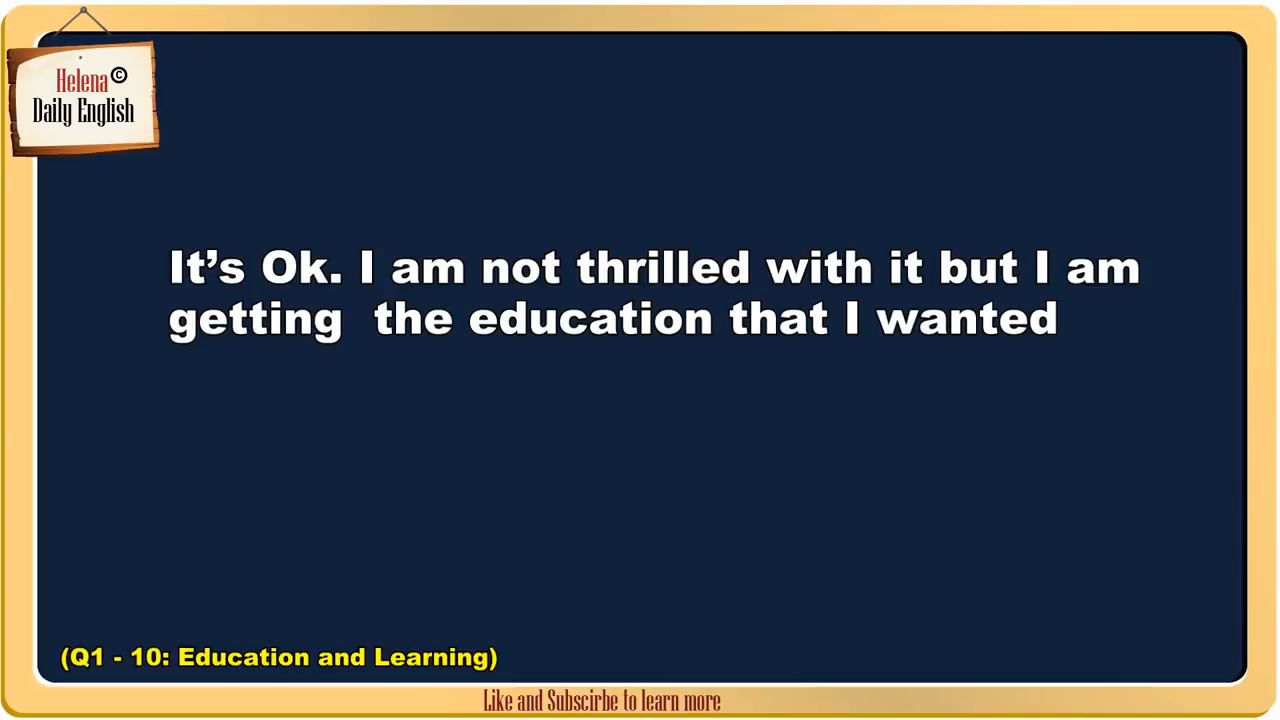 Helena ©
Daily English
It’s Ok. I am not thrilled with it but I am
getting  the education that I wanted
(Q1 - 10: Education and Learning)
Like and Subscirbe to learn more